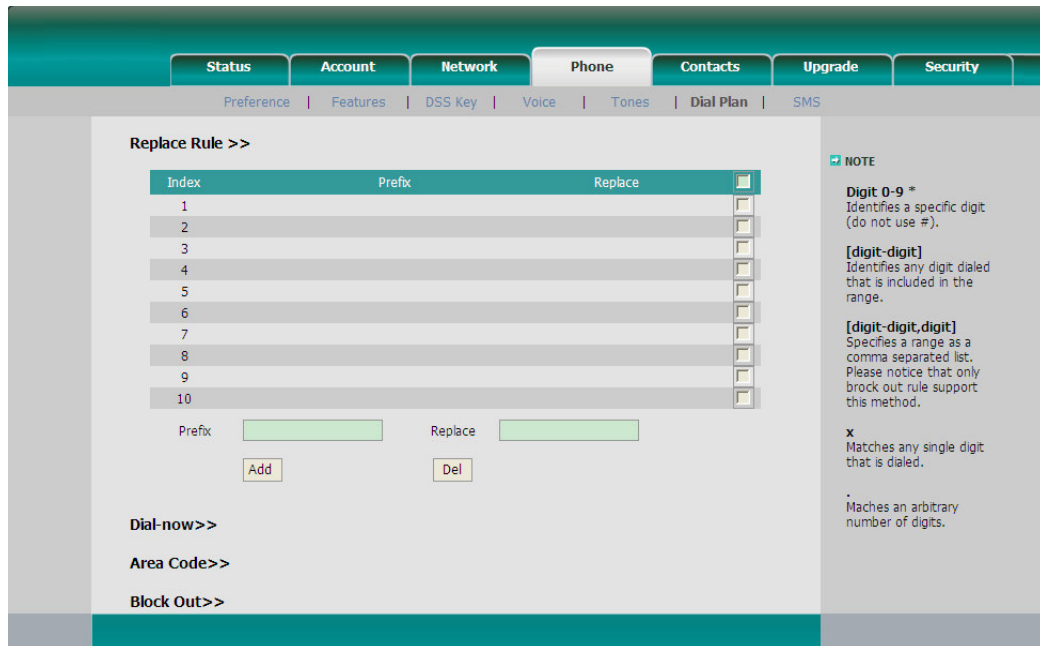 Status Account Network Phone Contacts Upgrade Security
Preference | Features | DSS Key | Voice | Tones | Dial Plan | SMS
Replace Rule >>
Index Prefix Replace
1
2
3
4
5
6
7
8
9
10
Prefix Replace
Add Del
Dial-now>>
Area Code>>
Block Out>>
NOTE
Digit 0-9 *
Identifies a specific digit
(do not use #).
[digit-digit]
Identifies any digit dialed
that is included in the
range.
[digit-digit,digit]
Specifies a range as a
comma separated list.
Please notice that only
brock out rule support
this method.
x
Matches any single digit
that is dialed.
.
Maches an arbitrary
number of digits.